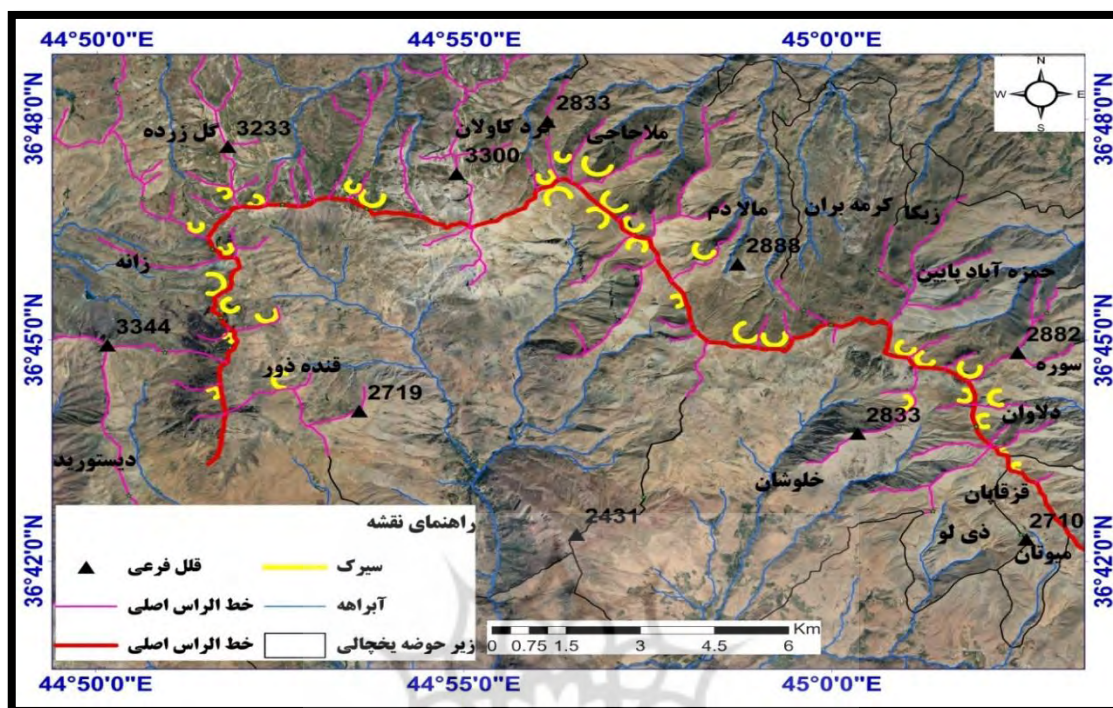 44°50'0"E 44°55'0"E 45°0'0"E
N
W E
S
36°48'0"N 36°48'0"N
36°45'0"N 36°45'0"N
36°42'0"N 36°42'0"N
2833
گرد کاولان
ملاحاجی
3233
گل زرده
3300
مالا دم
کرمه بران
زیکا
2888
زانه
حمزه آباد پایین
3344
2882
سوره
قنده ذور
2719
دلاوان
2833
دیستورید
خلوشان
قزقاپان
2431
ذی لو
2710
میوتان
راهنمای نقشه
قلل فرعی سیرک
خط الراس اصلی آبراهه
خط الراس اصلی زیر حوضه یخچالی
Km
0 0.75 1.5 3 4.5 6
44°50'0"E 44°55'0"E 45°0'0"E